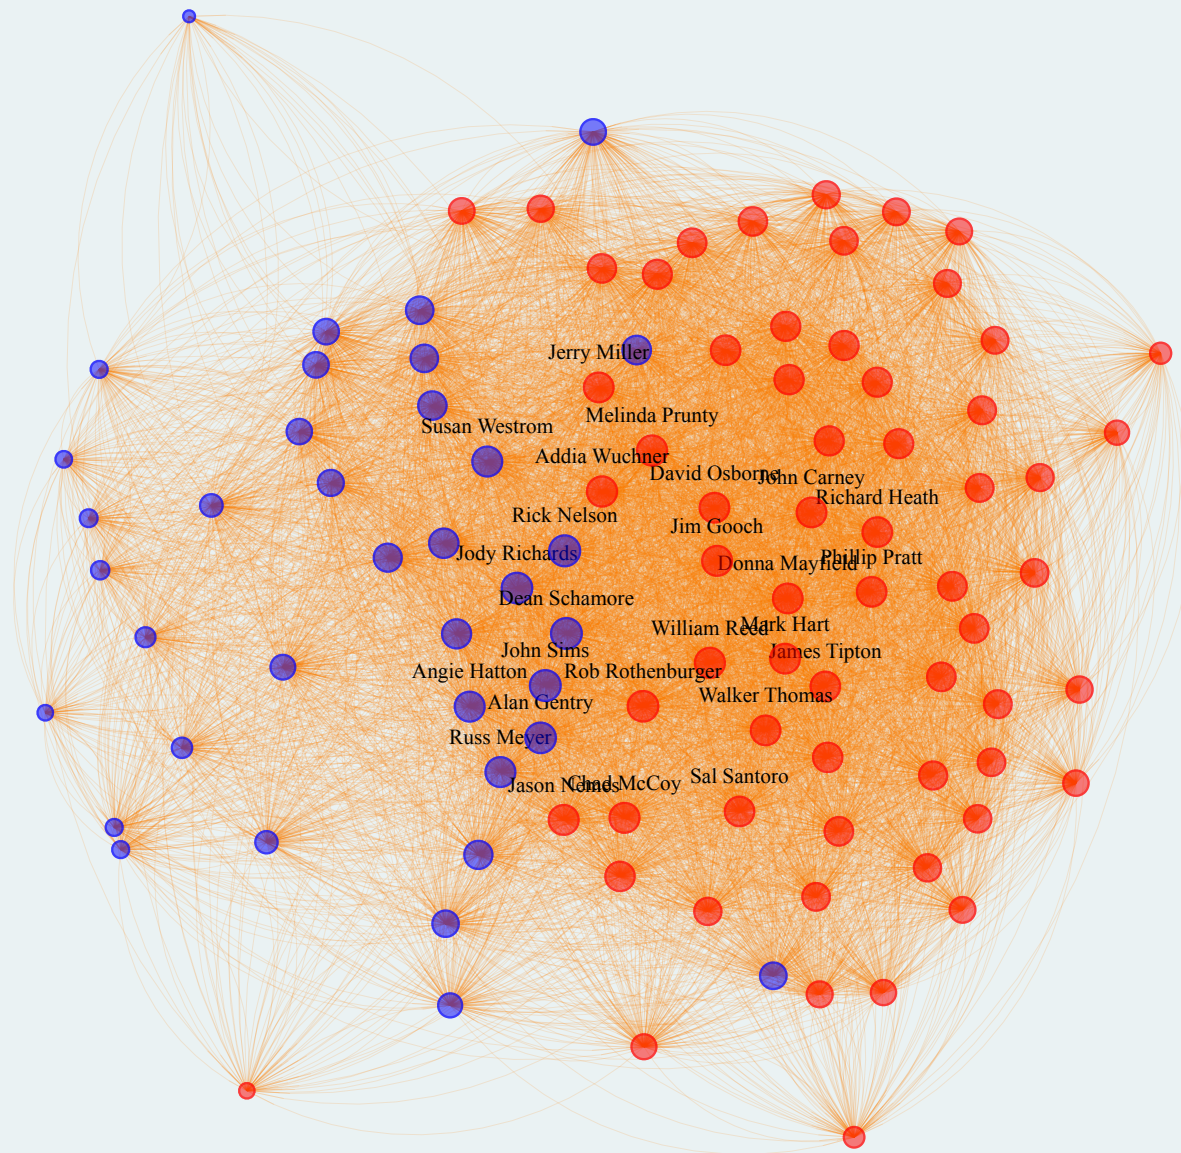 Jerry Miller
Melinda Prunty
Susan Westrom
Addia Wuchner
David Osborne
John Carney
Richard Heath
Rick Nelson
Jim Gooch
Jody Richards
Donna Mayfield
Phillip Pratt
Dean Schamore
William Reed
Mark Hart
John Sims
James Tipton
Angie Hatton
Rob Rothenburger
Walker Thomas
Alan Gentry
Russ Meyer
Jason Nemes
Chad McCoy
Sal Santoro